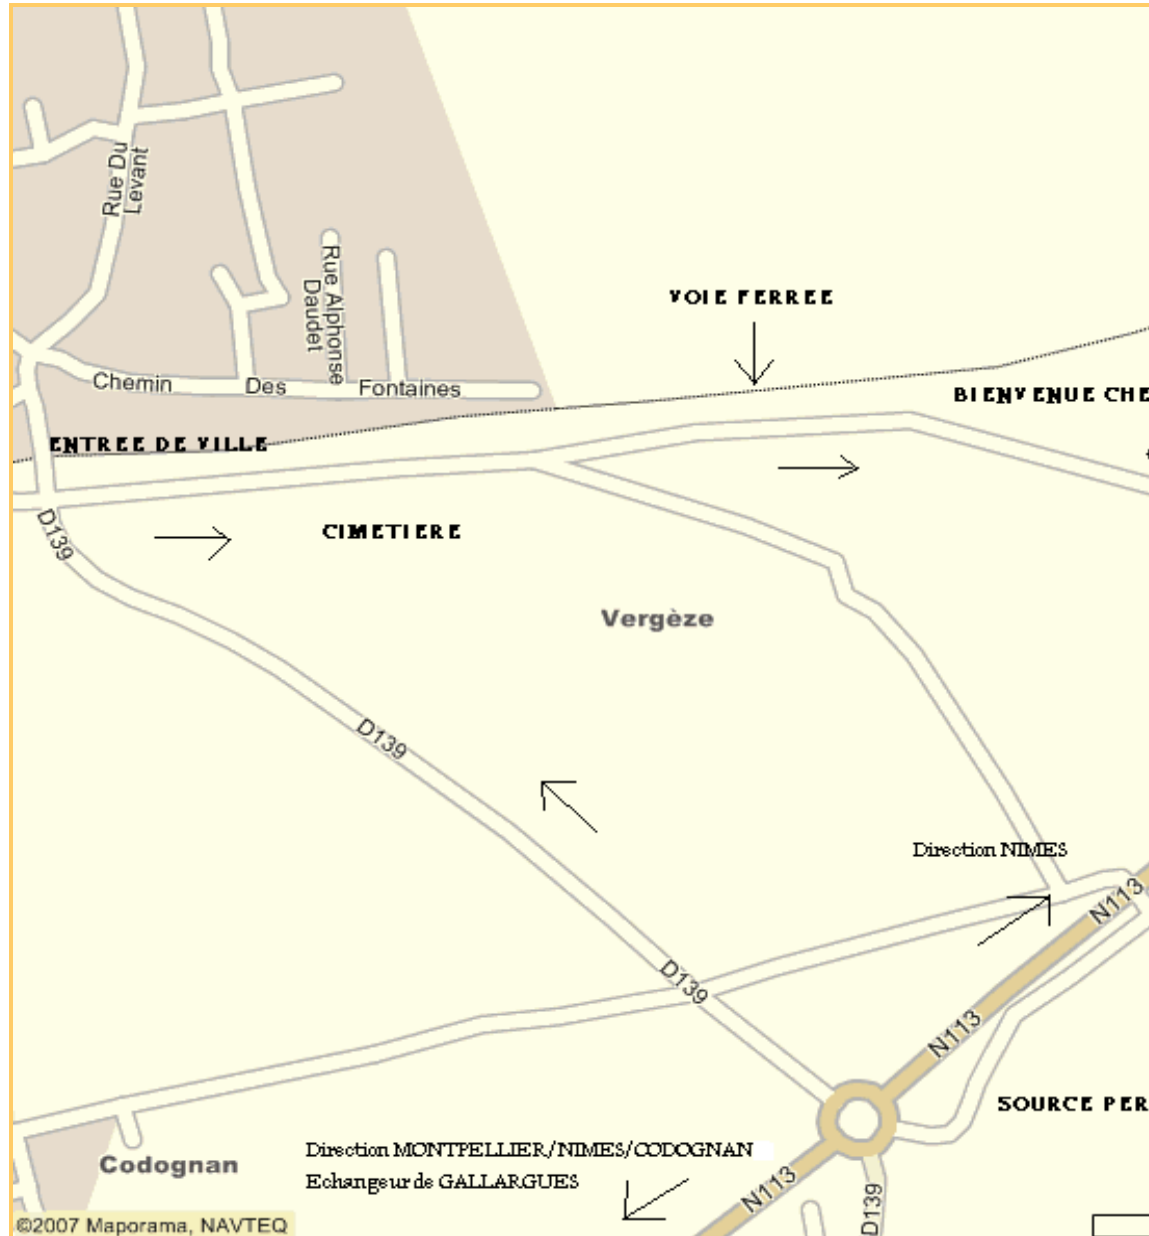 Rue Du
Levant
Rue Alphonse
Daudet
VOIE FERREE
Chemin Des Fontaines
BIENVENUE CHE
ENTREE DE VILLE
D139
CIMETIERE
Vergèze
D139
Direction NIMES
N113
D139
N113
SOURCE PER
Direction MONTPELLIER/NIMES/CODOGNAN
Codognan
Echangeur de GALLARGUES
N113
D139
©2007 Maporama, NAVTEQ